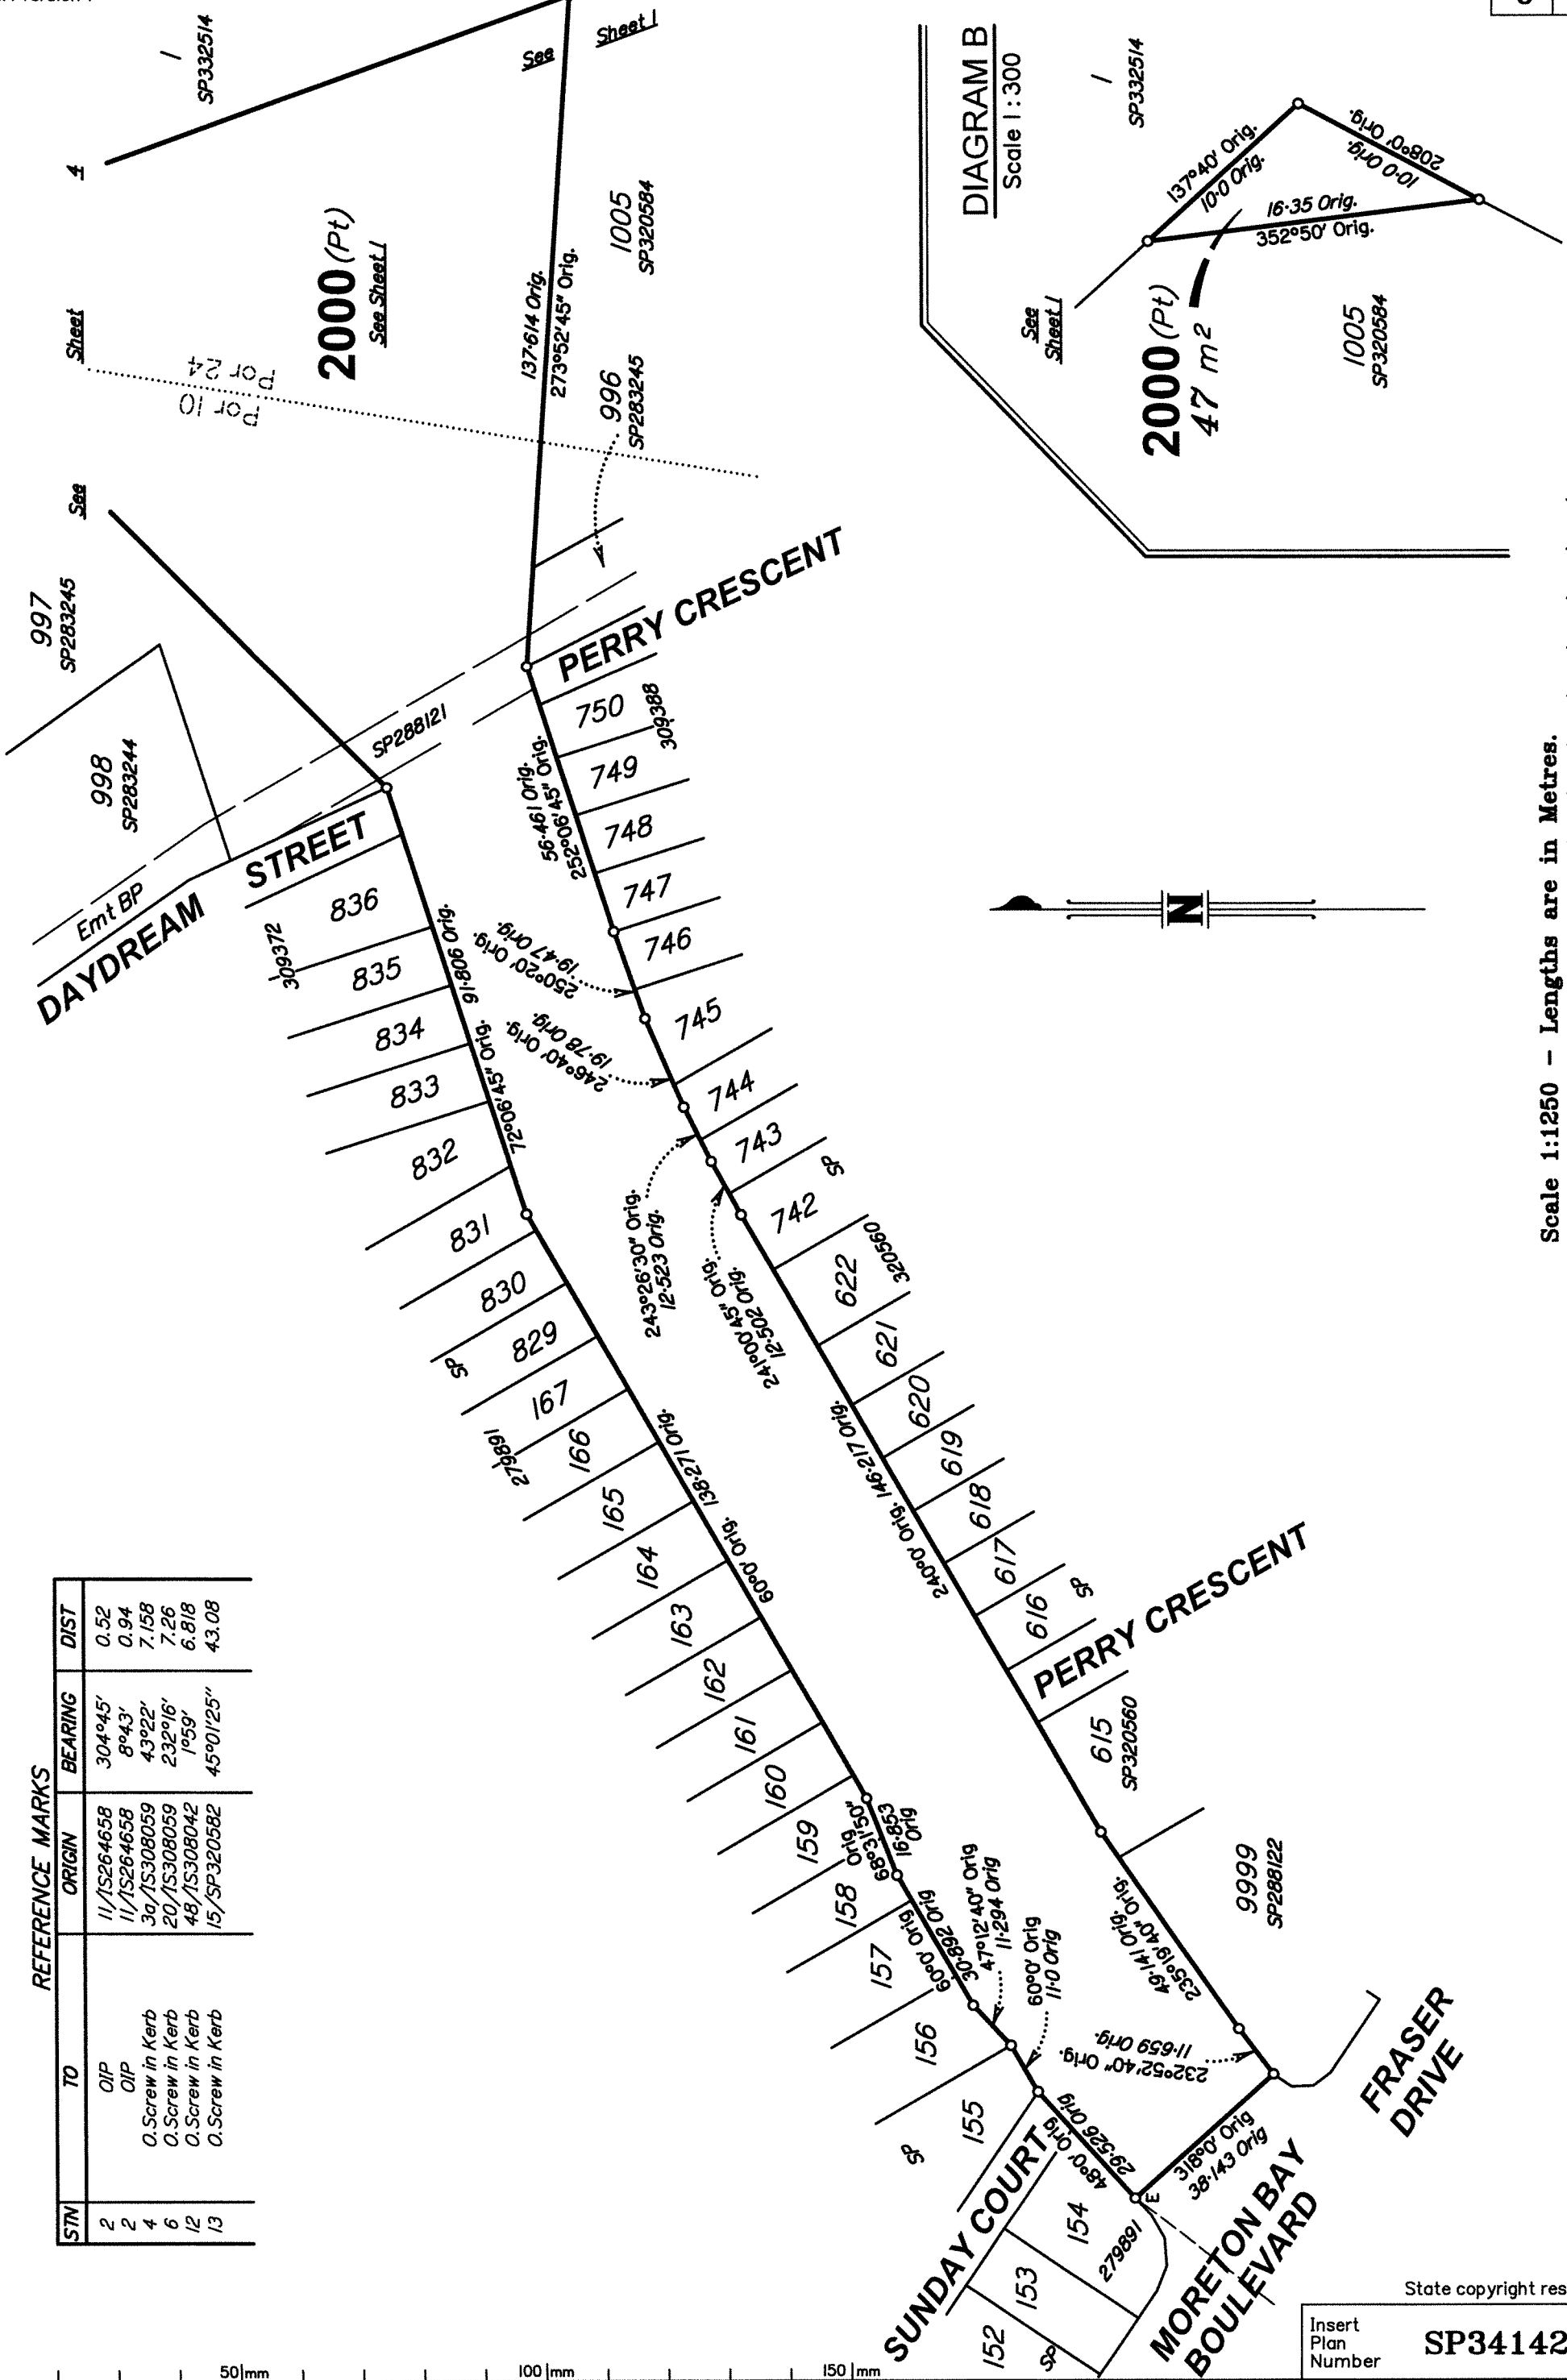 REFERENCE MARKS
STN TO ORIGIN BEARING DIST
2 OIP 11/IS264658 304°45' 0.52
2 OIP 11/IS264658 8°43' 0.94
4 O.Screw in Kerb 3a/IS308059 43°22' 7.158
6 O.Screw in Kerb 20/IS308059 232°16' 7.26
12 O.Screw in Kerb 48/IS308042 1°59' 6.818
13 O.Screw in Kerb 15/SP320582 45°01'25" 43.08
997
SP283245
998
SP283244
See
Sheet
4
1
SP332514
See
Sheet 1
Por 10
Por 24
2000 (Pt)
See Sheet 1
137·614 Orig.
273°52'45" Orig.
1005
SP320584
996
SP283245
Emt BP
SP288121
DAYDREAM
STREET
PERRY CRESCENT
309372
836
835
834
833
832
831
830
829
SP
167
279891
166
165
164
163
162
161
160
159
158
157
156
155
SP
72°06'45" Orig. 91·806 Orig.
60°0' Orig. 138·271 Orig.
68°31'50"
Orig
16·853
Orig
60°0' Orig
30·892 Orig
47°12'40" Orig
11·294 Orig
60°0' Orig
11·0 Orig
48°0' Orig
29·526 Orig
318°0' Orig
38·143 Orig
E
232°52'40" Orig.
11·659 Orig.
49·141 Orig.
235°19'40" Orig.
240°0' Orig. 146·217 Orig.
241°00'45" Orig.
12·502 Orig.
243°26'30" Orig.
12·523 Orig.
246°40' Orig.
19·78 Orig.
250°20' Orig.
19·47 Orig.
56·461 Orig.
252°06'45" Orig.
750
309388
749
748
747
746
745
744
743
SP
742
622
320560
621
620
619
618
617
616
SP
PERRY CRESCENT
615
SP320560
9999
SP288122
FRASER
DRIVE
SUNDAY COURT
154
279891
153
152
SP
MORETON BAY
BOULEVARD
N
DIAGRAM B
Scale 1 : 300
1
SP332514
137°40' Orig.
10·0 Orig.
208°0' Orig.
10·0 Orig.
16·35 Orig.
352°50' Orig.
See
Sheet 1
2000 (Pt)
47 m²
1005
SP320584
Scale 1:1250 – Lengths are in Metres.
50 mm
100 mm
150 mm
State copyright res
Insert
Plan
Number
SP34142